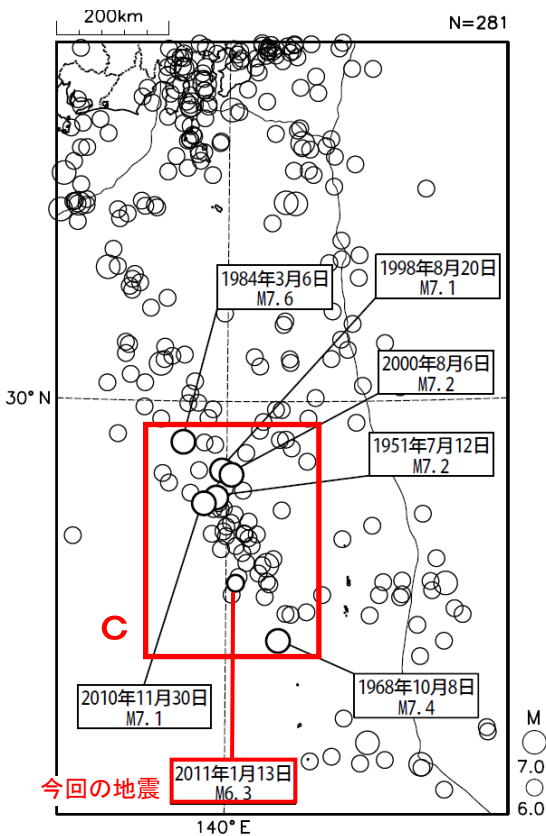 200km
N=281
1984年3月6日
M7.6
1998年8月20日
M7.1
2000年8月6日
M7.2
30°N
1951年7月12日
M7.2
C
1968年10月8日
M7.4
2010年11月30日
M7.1
2011年1月13日
M6.3
今回の地震
M
7.0
6.0
140°E